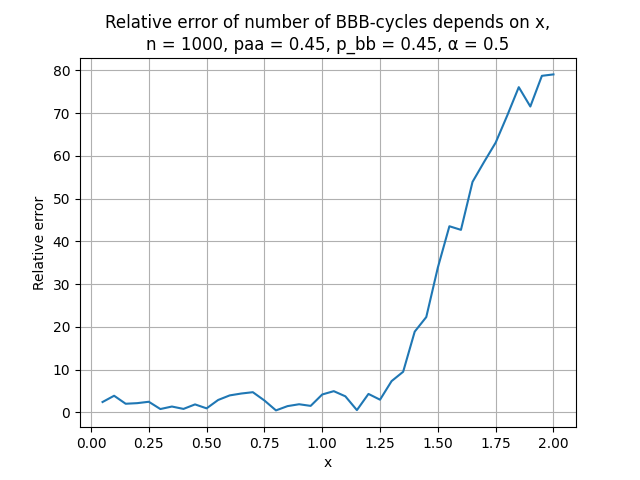 Relative error of number of BBB-cycles depends on x,
n = 1000, paa = 0.45, p_bb = 0.45, α = 0.5
80
70
60
50
40
30
20
10
0
Relative error
0.00 0.25 0.50 0.75 1.00 1.25 1.50 1.75 2.00
x